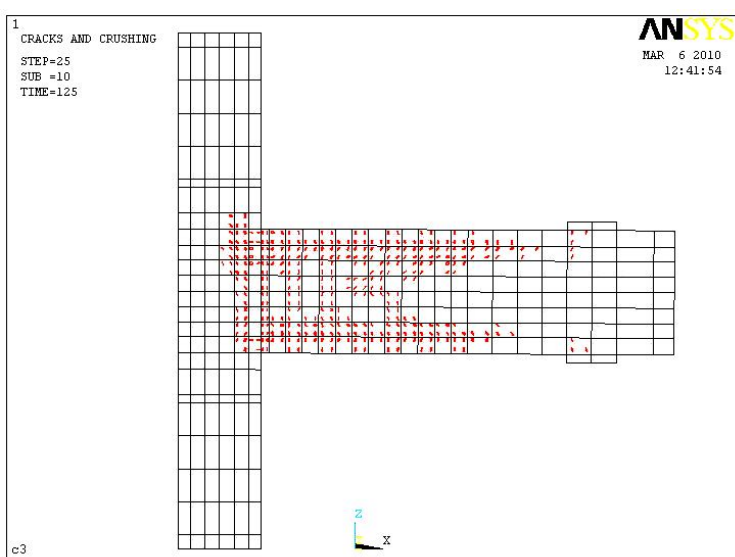 1
CRACKS AND CRUSHING
STEP=25
SUB =10
TIME=125
ANSYS
MAR 6 2010
12:41:54
Z
X
c3